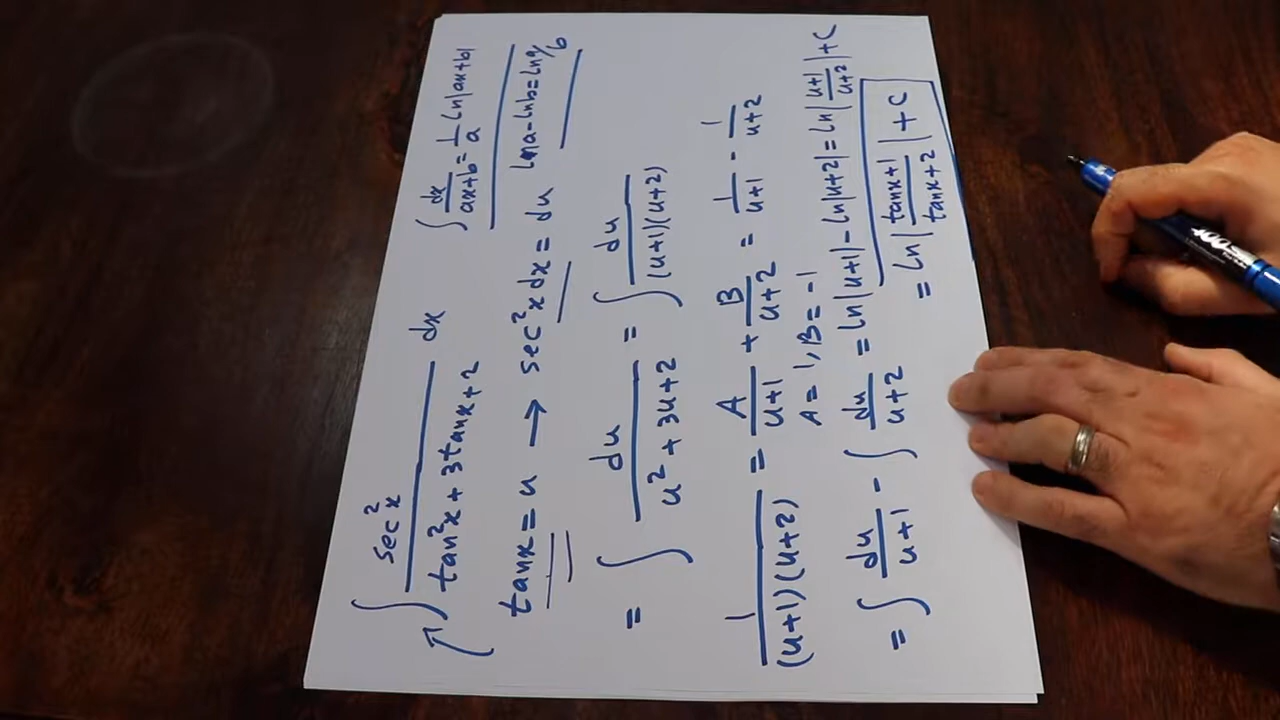 ∫ sec²x / (tan²x + 3tanx + 2) dx
∫ dx/(ax+b) = 1/a ln|ax+b|
tanx = u → sec²x dx = du
lna - lnb = ln a/b
= ∫ du/(u² + 3u + 2) = ∫ du/((u+1)(u+2))
1/((u+1)(u+2)) = A/(u+1) + B/(u+2) = 1/(u+1) - 1/(u+2)
A = 1, B = -1
= ∫ du/(u+1) - ∫ du/(u+2) = ln|u+1| - ln|u+2| = ln|(u+1)/(u+2)| + C
= ln|(tanx+1)/(tanx+2)| + C
EXPO